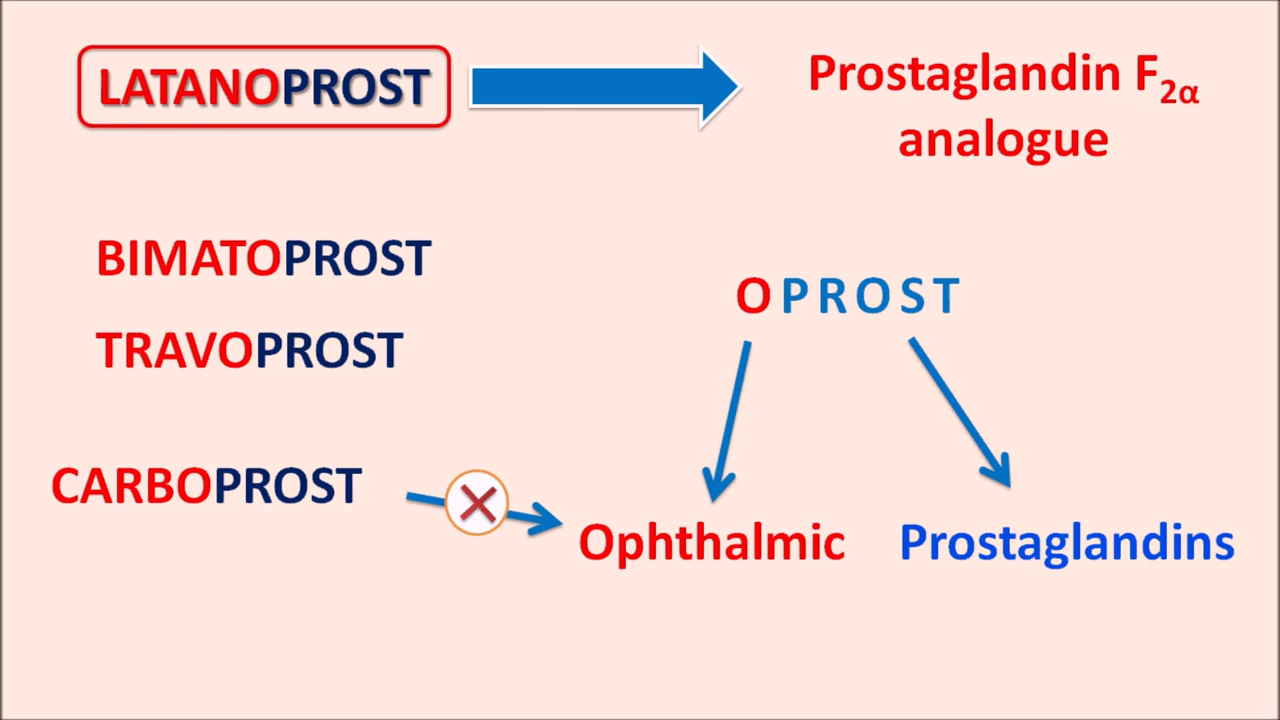 LATANOPROST
Prostaglandin F2α
analogue
BIMATOPROST
OPROST
TRAVOPROST
CARBOPROST
Ophthalmic
Prostaglandins